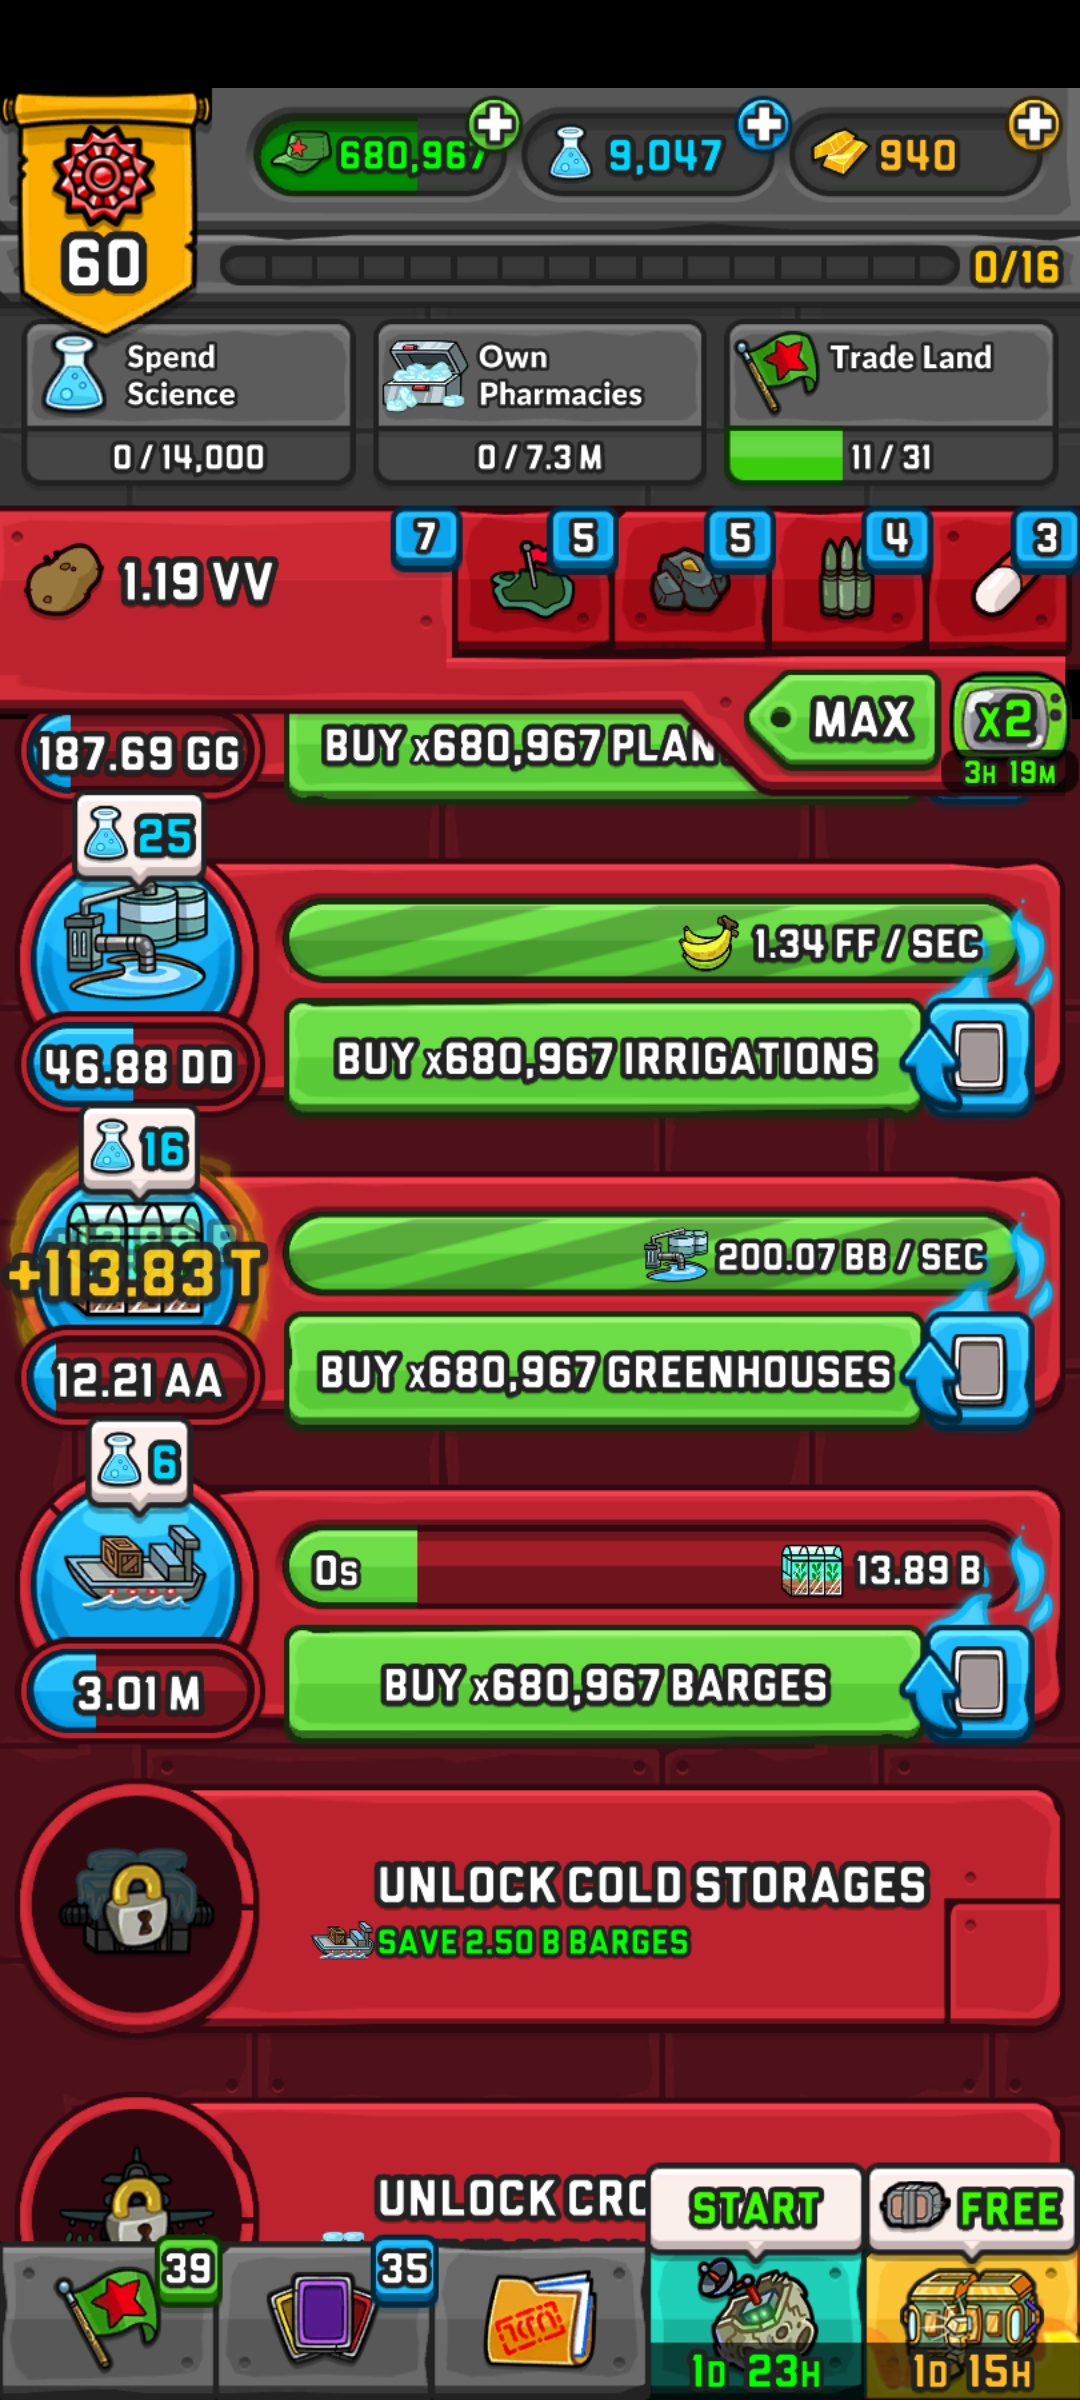 680,967
9,047
940
60
0/16
Spend
Science
0 / 14,000
Own
Pharmacies
0 / 7.3 M
Trade Land
11 / 31
1.19 VV
7
5
5
4
3
MAX
x2
3H 19M
187.69 GG
BUY x680,967 PLAN
25
1.34 FF / SEC
46.88 DD
BUY x680,967 IRRIGATIONS
16
+113.83 T
200.07 BB / SEC
12.21 AA
BUY x680,967 GREENHOUSES
6
0s
13.89 B
3.01 M
BUY x680,967 BARGES
UNLOCK COLD STORAGES
SAVE 2.50 B BARGES
UNLOCK CRO
START
FREE
39
35
1D 23H
1D 15H